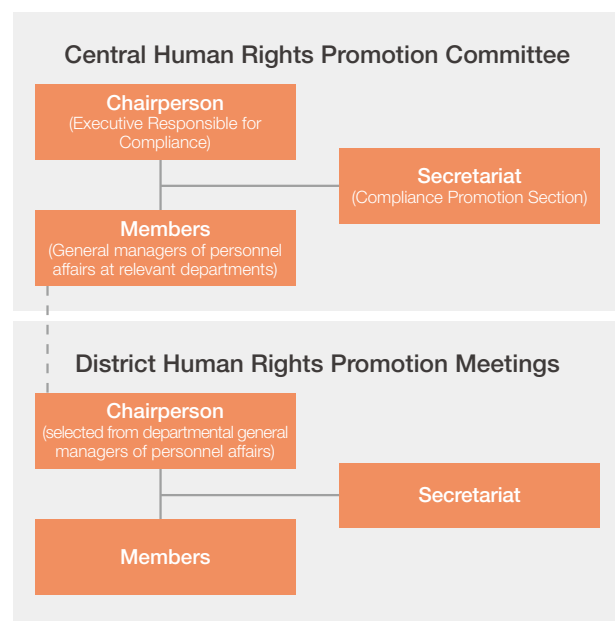 Central Human Rights Promotion Committee
Chairperson
(Executive Responsible for
Compliance)
Secretariat
(Compliance Promotion Section)
Members
(General managers of personnel
affairs at relevant departments)
District Human Rights Promotion Meetings
Chairperson
(selected from departmental general
managers of personnel affairs)
Secretariat
Members